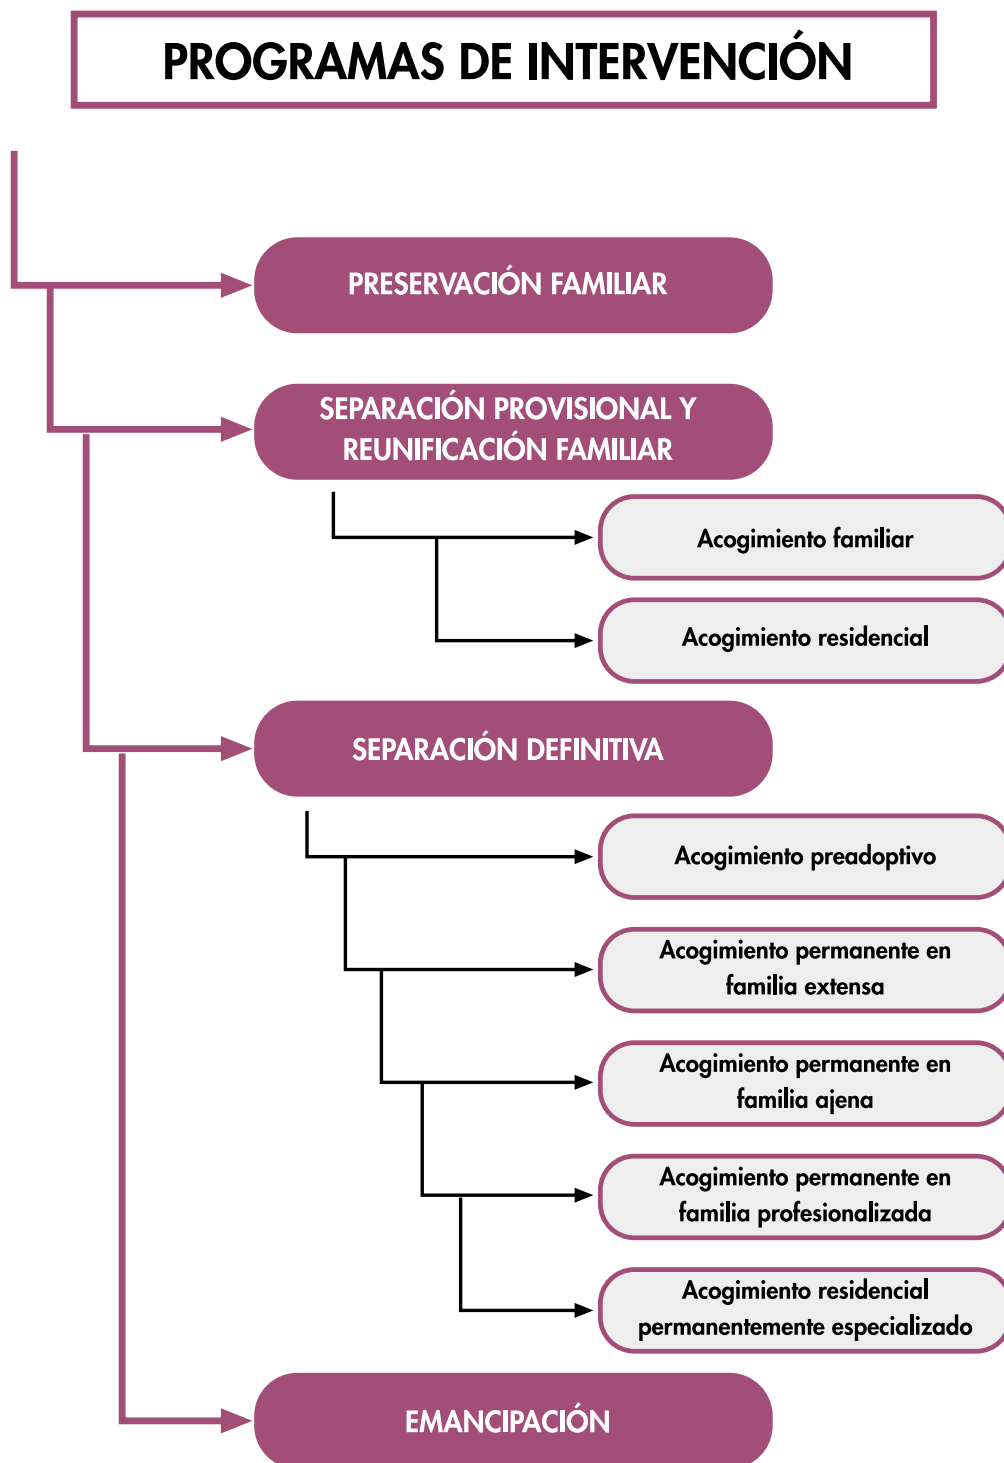 PROGRAMAS DE INTERVENCIÓN
PRESERVACIÓN FAMILIAR
SEPARACIÓN PROVISIONAL Y
REUNIFICACIÓN FAMILIAR
Acogimiento familiar
Acogimiento residencial
SEPARACIÓN DEFINITIVA
Acogimiento preadoptivo
Acogimiento permanente en
familia extensa
Acogimiento permanente en
familia ajena
Acogimiento permanente en
familia profesionalizada
Acogimiento residencial
permanentemente especializado
EMANCIPACIÓN